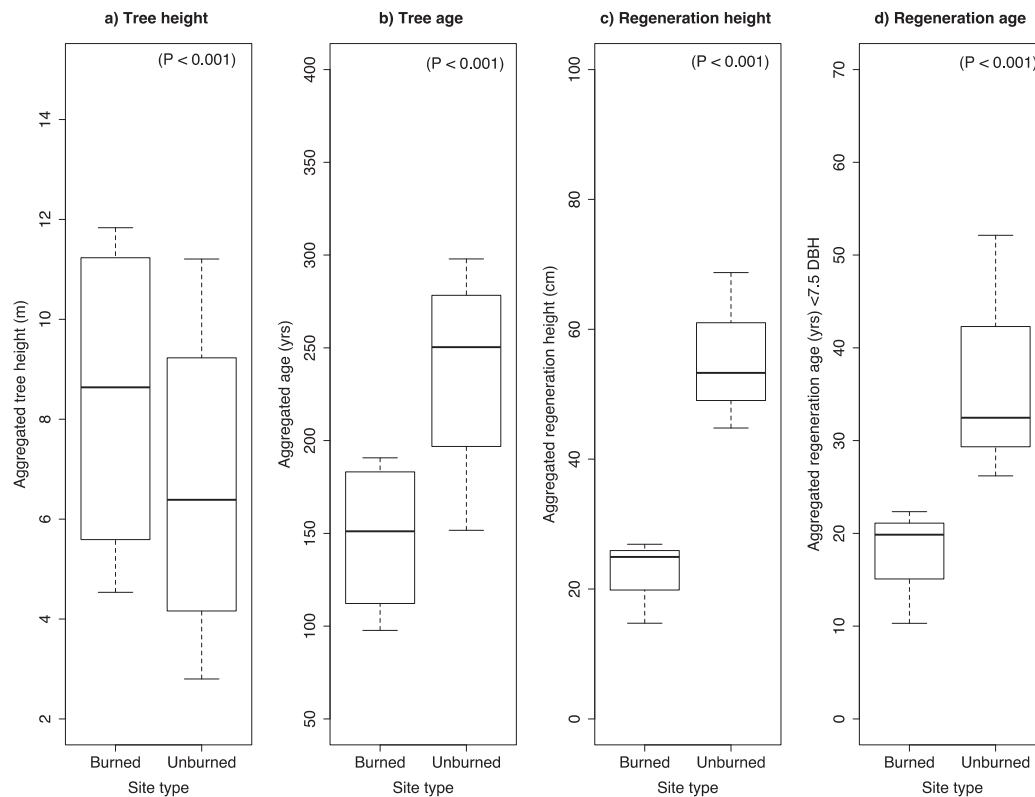 a) Tree height
(P < 0.001)
Aggregated tree height (m)
14
12
10
8
6
4
2
Burned
Unburned
Site type
b) Tree age
(P < 0.001)
Aggregated age (yrs)
400
350
300
250
200
150
100
50
Burned
Unburned
Site type
c) Regeneration height
(P < 0.001)
Aggregated regeneration height (cm)
100
80
60
40
20
0
Burned
Unburned
Site type
d) Regeneration age
(P < 0.001)
Aggregated regeneration age (yrs) <7.5 DBH
70
60
50
40
30
20
10
0
Burned
Unburned
Site type